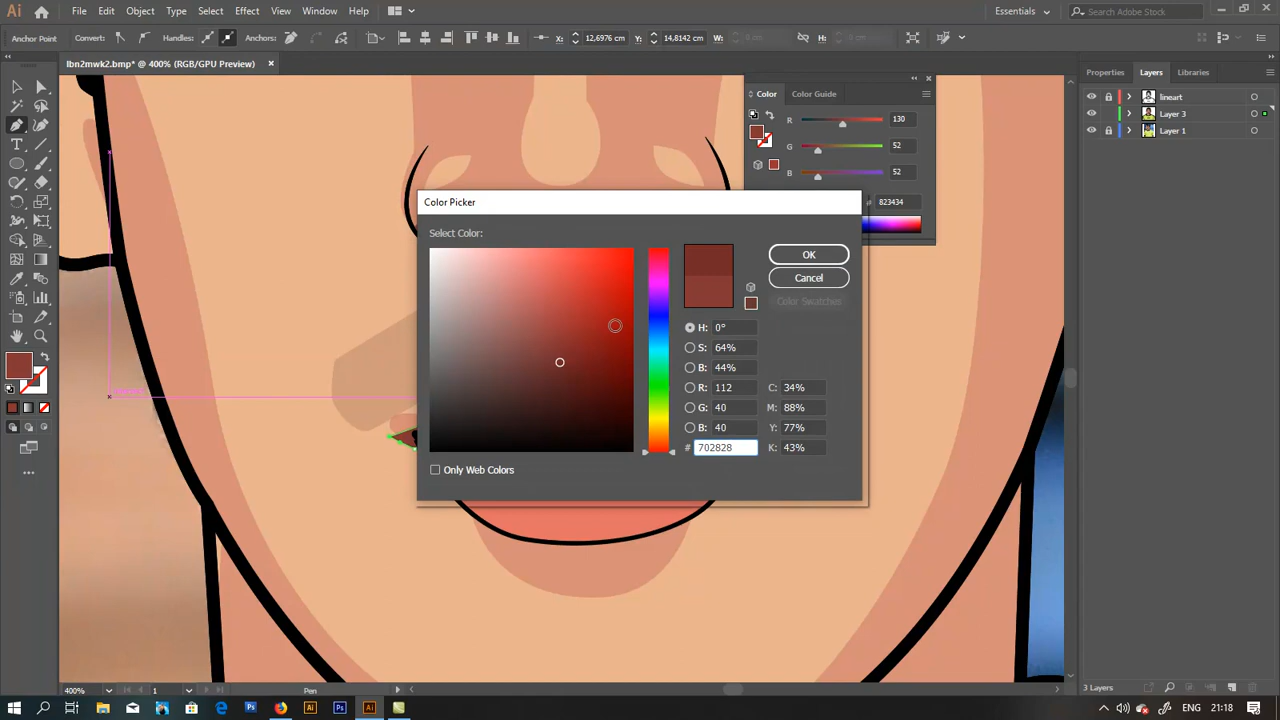 Ai File Edit Object Type Select Effect View Window Help Essentials Search Adobe Stock
Anchor Point Convert: Handles: Anchors: X: 12,6976 cm Y: 14,8142 cm W: H:
lbn2mwk2.bmp* @ 400% (RGB/GPU Preview)
Properties Layers Libraries
Color Color Guide
lineart
Layer 3
Layer 1
R 130
G 52
B 52
# 823434
Color Picker
Select Color:
OK
Cancel
Color Swatches
H: 0°
S: 64%
B: 44%
R: 112 C: 34%
G: 40 M: 88%
B: 40 Y: 77%
# 702828 K: 43%
Only Web Colors
400% 1 Pen
3 Layers
ENG 21:18